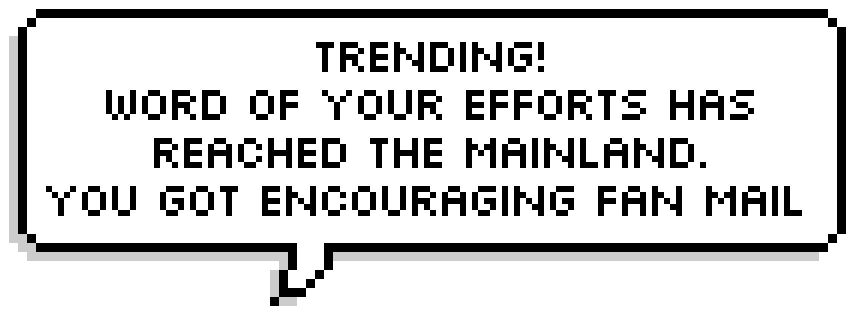 TRENDING!
WORD OF YOUR EFFORTS HAS
REACHED THE MAINLAND.
YOU GOT ENCOURAGING FAN MAIL